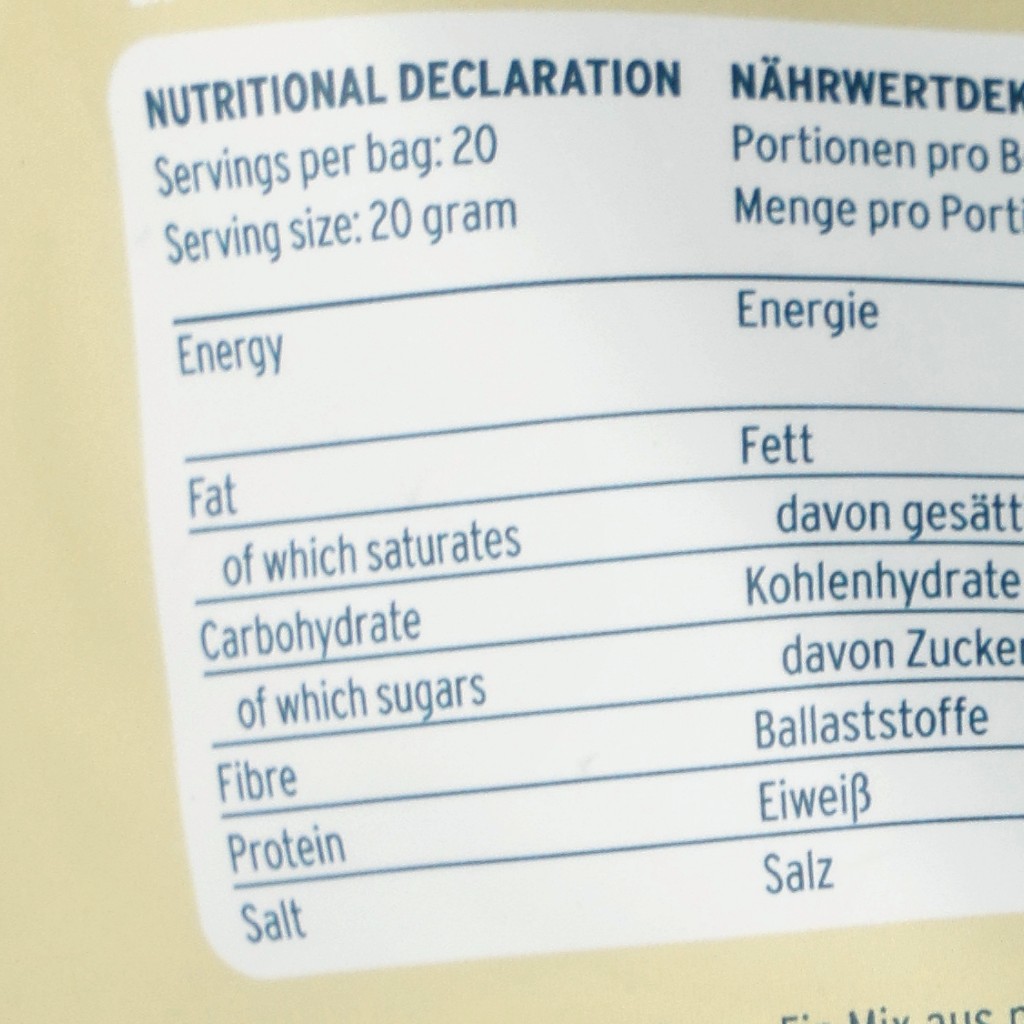 NUTRITIONAL DECLARATION NÄHRWERTDEK
Servings per bag: 20 Portionen pro B
Serving size: 20 gram Menge pro Porti
Energy Energie
Fat Fett
of which saturates davon gesätt
Carbohydrate Kohlenhydrate
of which sugars davon Zucker
Fibre Ballaststoffe
Protein Eiweiß
Salt Salz
Mix aus